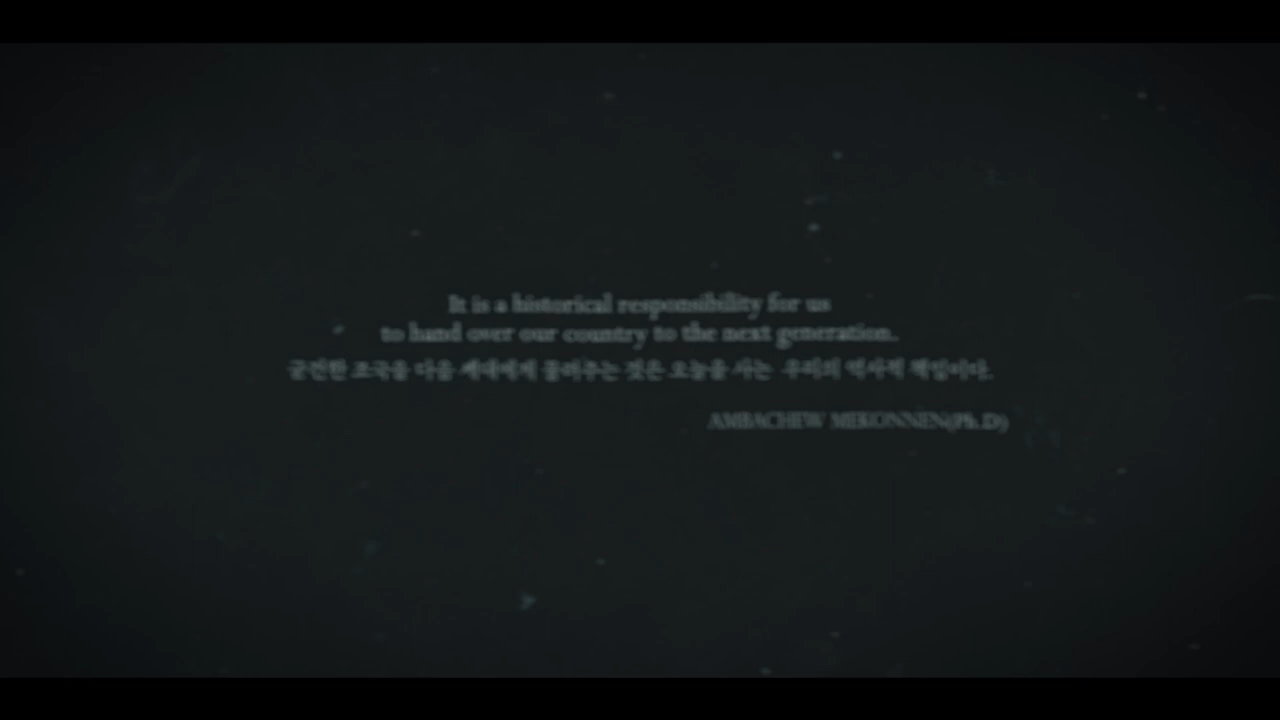 It is a historical responsibility for us
to hand over our country to the next generation.
굳건한 조국을 다음 세대에게 물려주는 것은 오늘을 사는 우리의 역사적 책임이다.
AMBACHEW MEKONNEN(Ph.D)